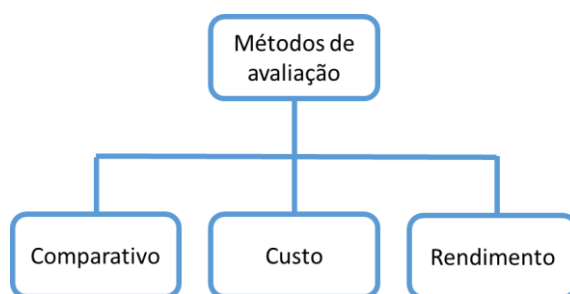 Métodos de
avaliação
Comparativo
Custo
Rendimento